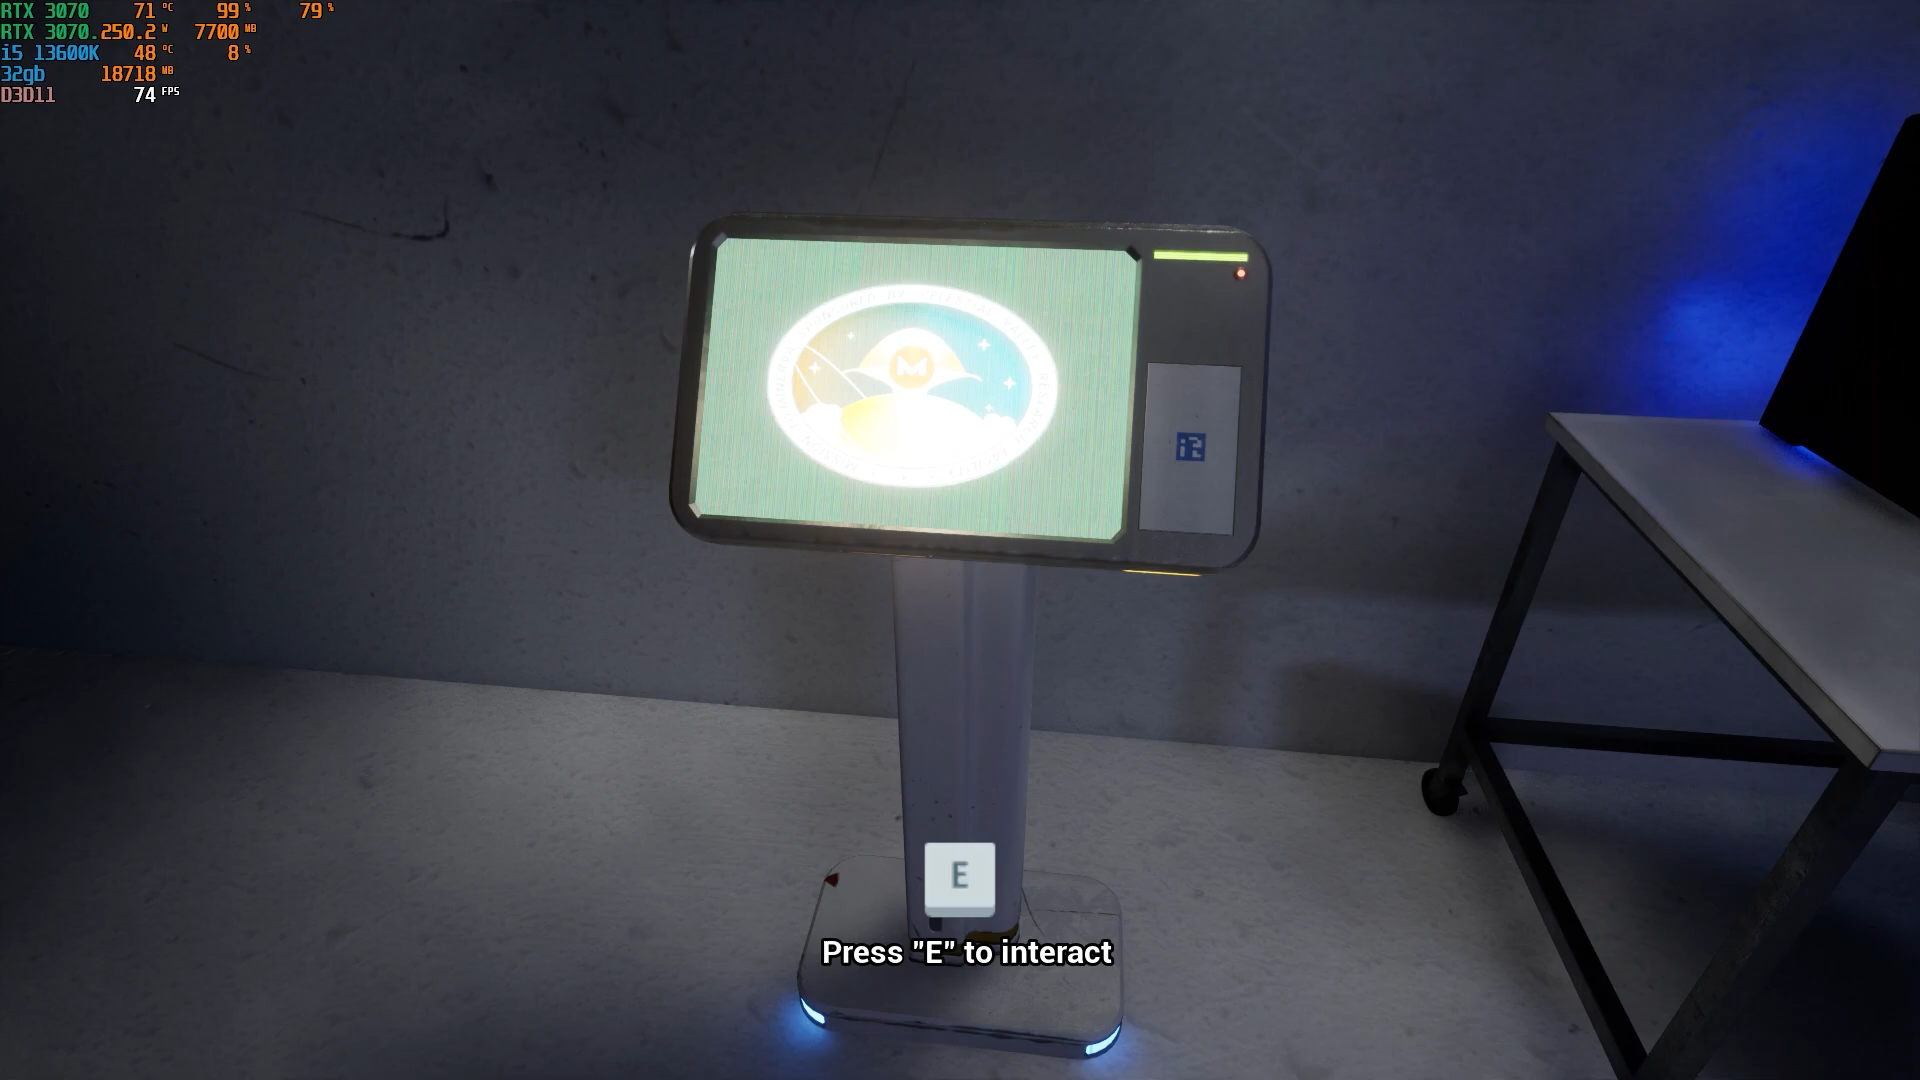 RTX 3070 71 °C 99 % 79 %
RTX 3070 250.2 W 7700 MB
i5 13600K 48 °C 8 %
32gb 18718 MB
D3D11 74 FPS
M
E
Press "E" to interact